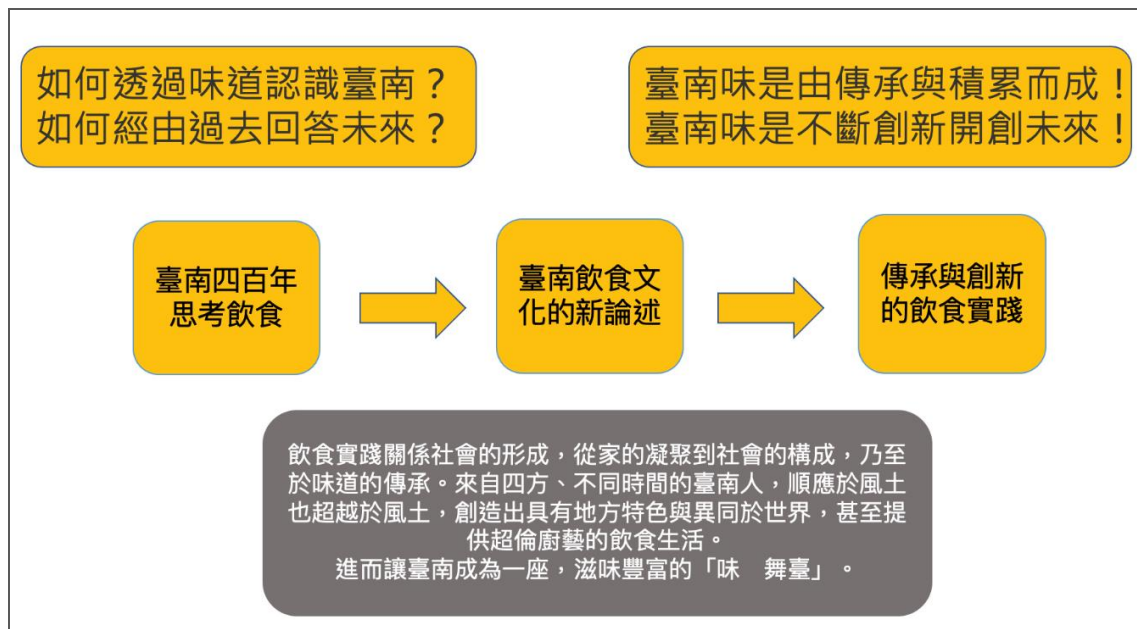 如何透過味道認識臺南？
如何經由過去回答未來？
臺南味是由傳承與積累而成！
臺南味是不斷創新開創未來！
臺南四百年
思考飲食
臺南飲食文
化的新論述
傳承與創新
的飲食實踐
飲食實踐關係社會的形成，從家的凝聚到社會的構成，乃至
於味道的傳承。來自四方、不同時間的臺南人，順應於風土
也超越於風土，創造出具有地方特色與異同於世界，甚至提
供超倫廚藝的飲食生活。
進而讓臺南成為一座，滋味豐富的「味　舞臺」。